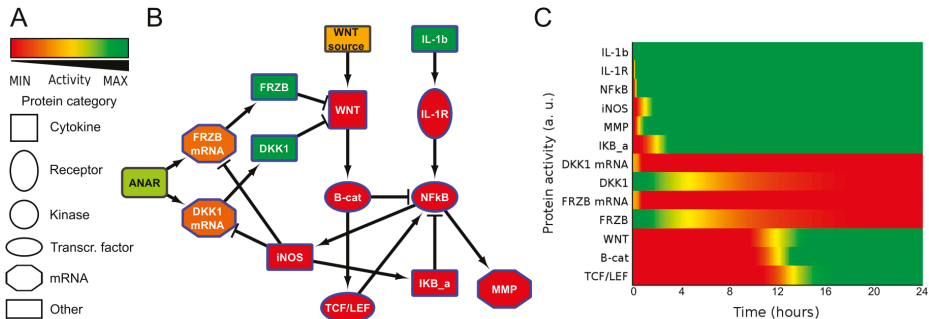 A
MIN Activity MAX
Protein category
Cytokine
Receptor
Kinase
Transcr. factor
mRNA
Other
B
WNT
source
IL-1b
FRZB
WNT
IL-1R
FRZB
mRNA
DKK1
ANAR
DKK1
mRNA
B-cat
NFkB
iNOS
IKB_a
MMP
TCF/LEF
C
Protein activity (a. u.)
IL-1b
IL-1R
NFkB
iNOS
MMP
IKB_a
DKK1 mRNA
DKK1
FRZB mRNA
FRZB
WNT
B-cat
TCF/LEF
0 4 8 12 16 20 24
Time (hours)